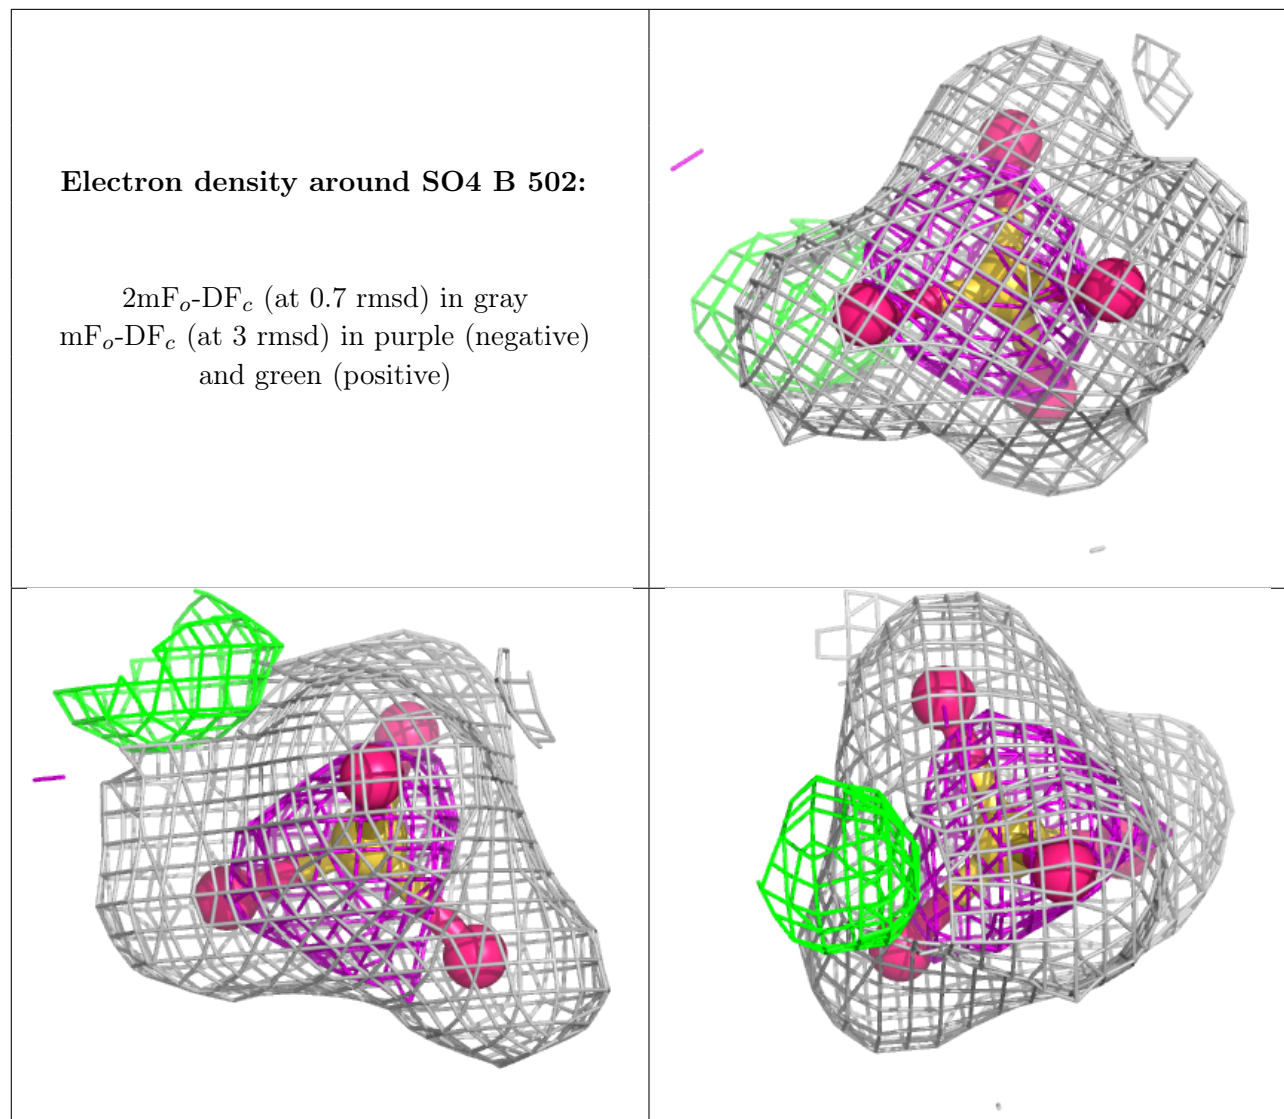 Electron density around SO4 B 502:
2mFo-DFc (at 0.7 rmsd) in gray
mFo-DFc (at 3 rmsd) in purple (negative)
and green (positive)